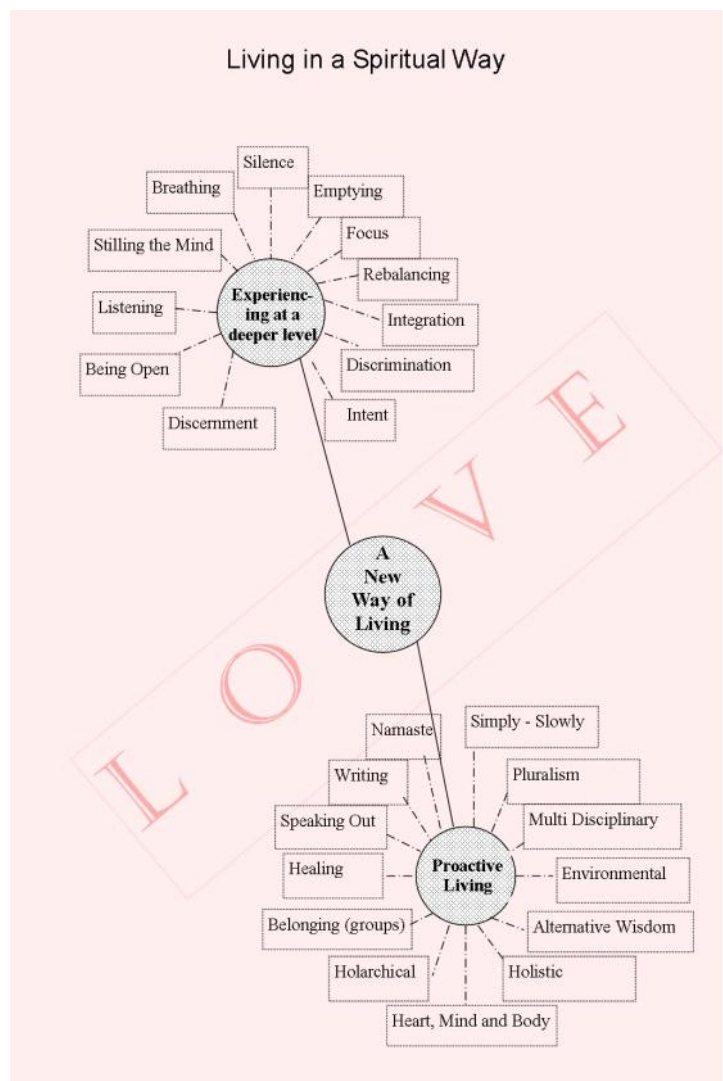 Living in a Spiritual Way
Silence
Breathing
Emptying
Focus
Stilling the Mind
Rebalancing
Experienc-
ing at a
deeper level
Listening
Integration
Being Open
Discrimination
Discernment
Intent
L O V E
A
New
Way of
Living
Namaste
Simply - Slowly
Writing
Pluralism
Speaking Out
Multi Disciplinary
Healing
Proactive
Living
Environmental
Belonging (groups)
Alternative Wisdom
Holarchical
Holistic
Heart, Mind and Body